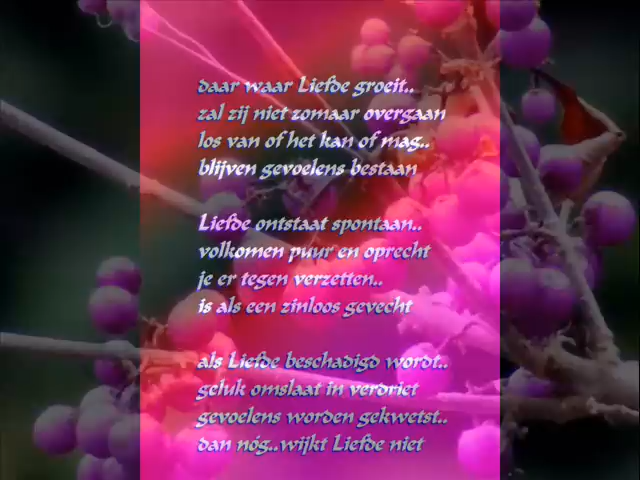 daar waar Liefde groeit..
zal zij niet zomaar overgaan
los van of het kan of mag..
blijven gevoelens bestaan
Liefde ontstaat spontaan..
volkomen puur en oprecht
je er tegen verzetten..
is als een zinloos gevecht
als Liefde beschadigd wordt..
geluk omslaat in verdriet
gevoelens worden gekwetst..
dan nóg..wijkt Liefde niet